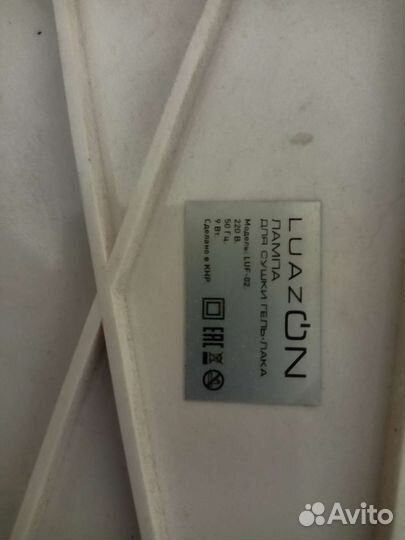 LUAZON
ЛАМПА
ДЛЯ СУШКИ ГЕЛЬ-ЛАКА
Модель: LUF-02.
220 В.
50 Гц.
9 Вт.
Сделано в КНР.
EAC
Avito